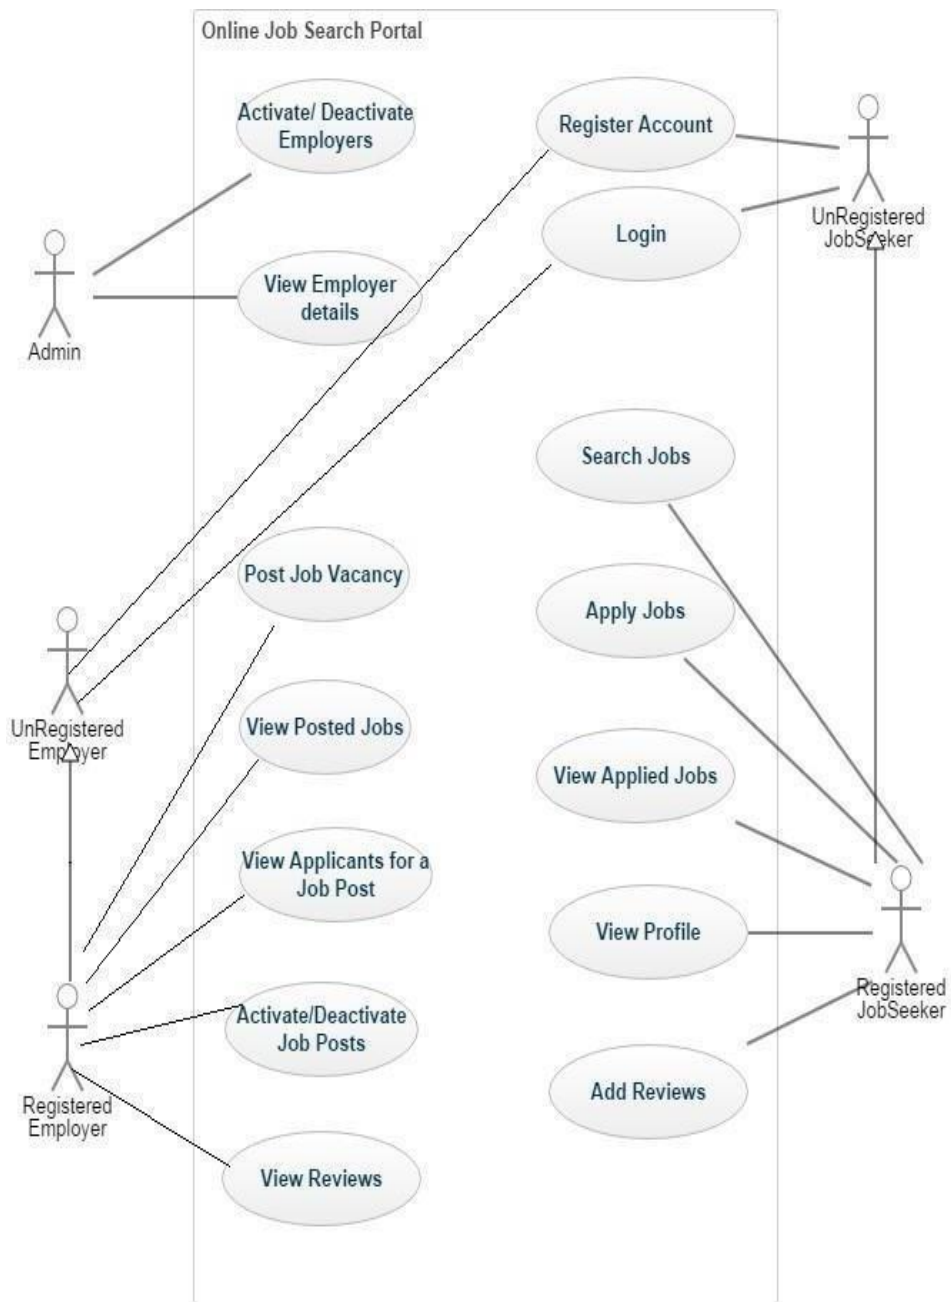 Online Job Search Portal
Activate/ Deactivate
Employers
Register Account
UnRegistered
JobSeeker
Login
View Employer
details
Admin
Search Jobs
Post Job Vacancy
Apply Jobs
UnRegistered
Employer
View Posted Jobs
View Applied Jobs
View Applicants for a
Job Post
View Profile
Registered
JobSeeker
Activate/Deactivate
Job Posts
Registered
Employer
Add Reviews
View Reviews